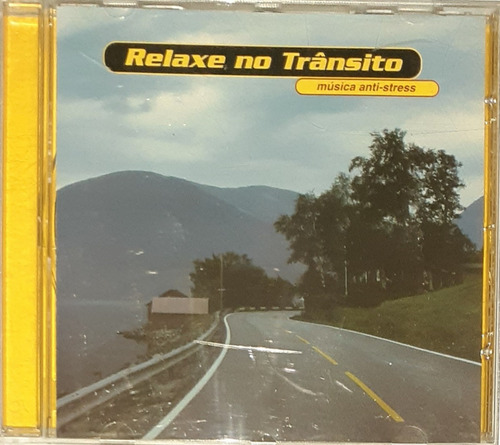 Relaxe no Trânsito
música anti-stress